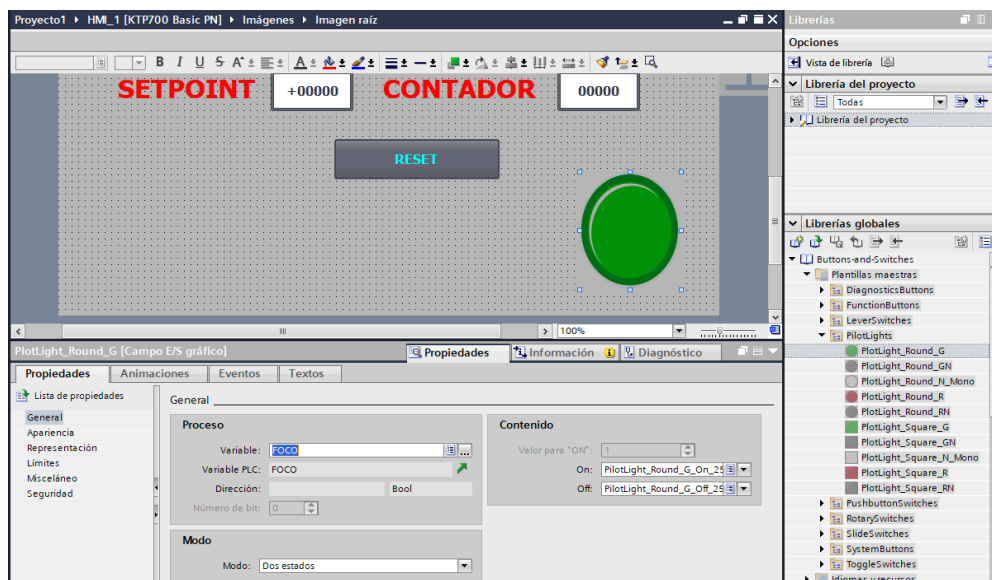 Proyecto1 ▸ HMI_1 [KTP700 Basic PN] ▸ Imágenes ▸ Imagen raíz
SETPOINT +00000 CONTADOR 00000
RESET
100%
PlotLight_Round_G [Campo E/S gráfico]
Propiedades Información Diagnóstico
Propiedades Animaciones Eventos Textos
Lista de propiedades
General
Apariencia
Representación
Límites
Misceláneo
Seguridad
General
Proceso
Variable: FOCO
Variable PLC: FOCO
Dirección: Bool
Número de bit: 0
Modo
Modo: Dos estados
Contenido
Valor para "ON": 1
On: PilotLight_Round_G_On_25
Off: PilotLight_Round_G_Off_25
Librerías
Opciones
Vista de librería
Librería del proyecto
Todas
Librería del proyecto
Librerías globales
Buttons-and-Switches
Plantillas maestras
DiagnosticsButtons
FunctionButtons
LeverSwitches
PilotLights
PlotLight_Round_G
PlotLight_Round_GN
PlotLight_Round_N_Mono
PlotLight_Round_R
PlotLight_Round_RN
PlotLight_Square_G
PlotLight_Square_GN
PlotLight_Square_N_Mono
PlotLight_Square_R
PlotLight_Square_RN
PushbuttonSwitches
RotarySwitches
SlideSwitches
SystemButtons
ToggleSwitches
Idiomas y recursos